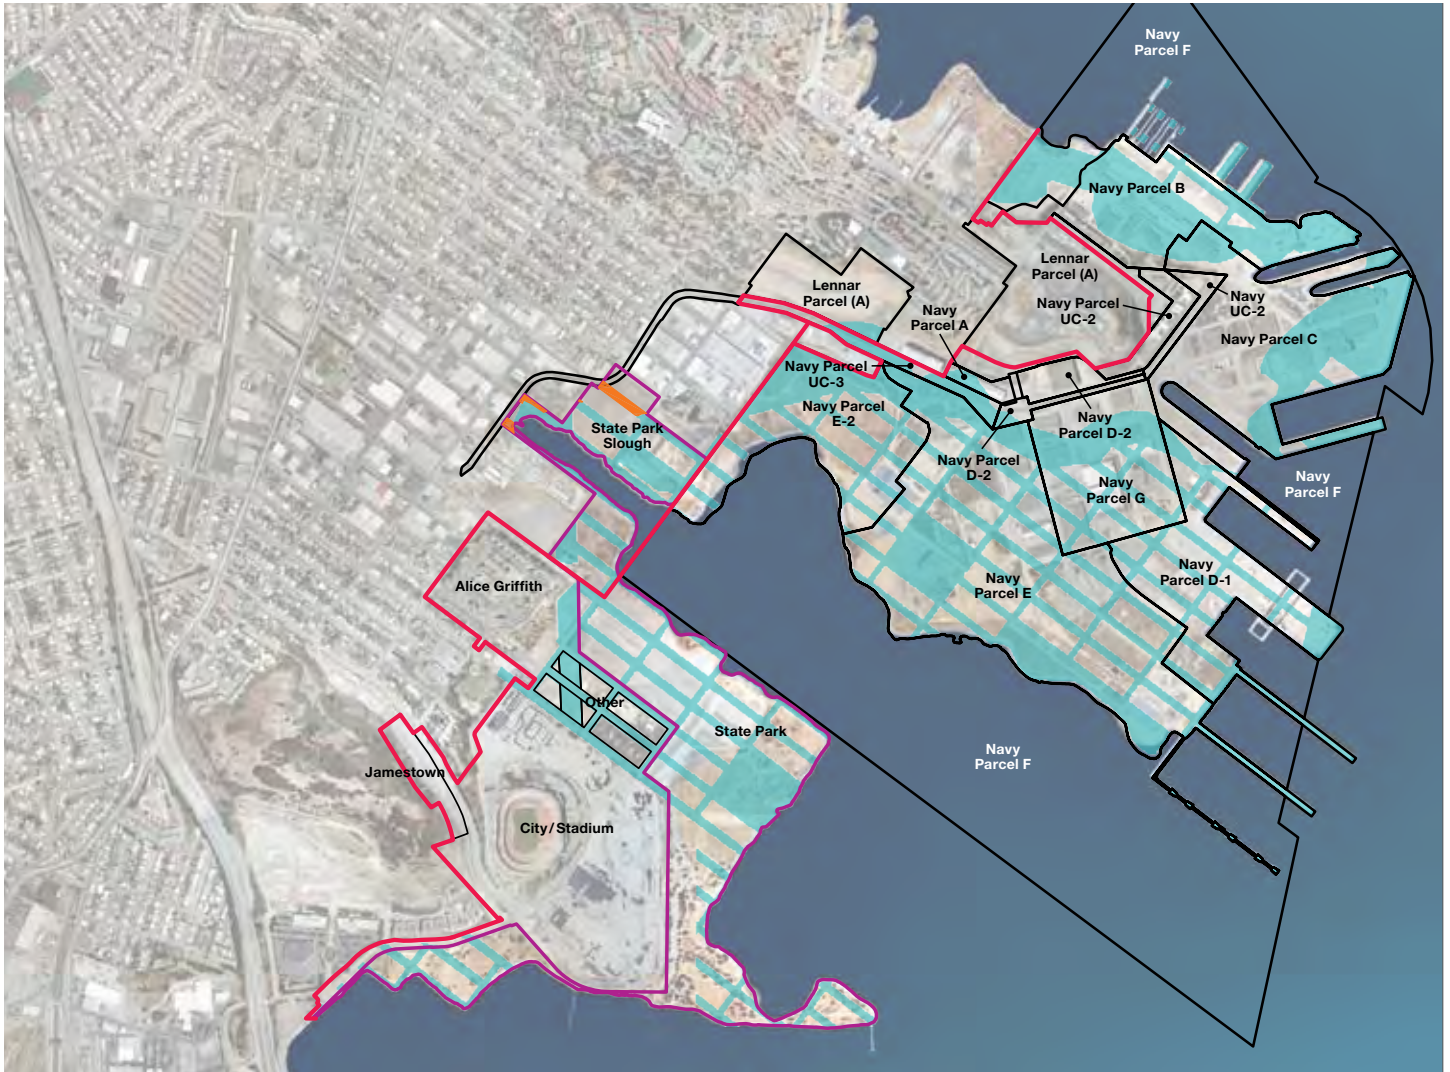 Navy
Parcel F
Navy Parcel B
Lennar
Parcel (A)
Lennar
Parcel (A)
Navy Parcel
UC-2
Navy
UC-2
Navy
Parcel A
Navy Parcel C
Navy Parcel
UC-3
Navy Parcel
E-2
Navy
Parcel D-2
State Park
Slough
Navy Parcel
D-2
Navy
Parcel G
Navy
Parcel F
Alice Griffith
Navy
Parcel E
Navy
Parcel D-1
Other
State Park
Navy
Parcel F
Jamestown
City/Stadium